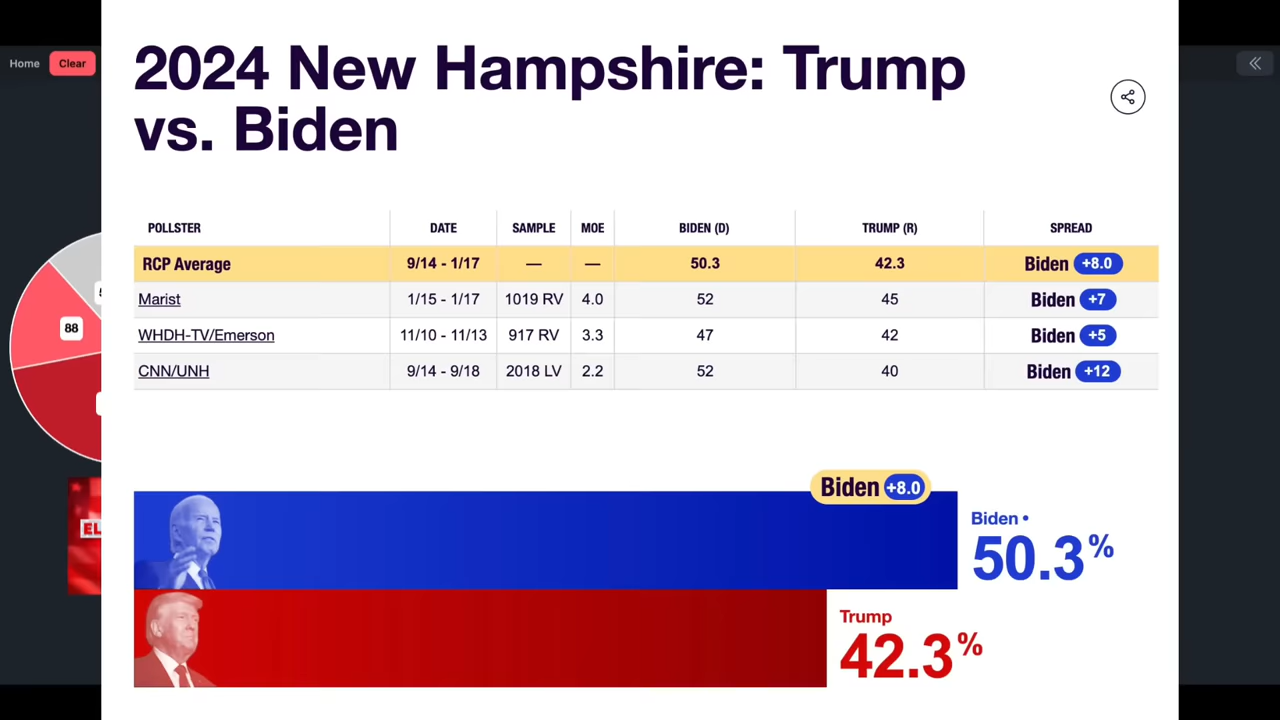 Home
Clear
2024 New Hampshire: Trump
vs. Biden
POLLSTER DATE SAMPLE MOE BIDEN (D) TRUMP (R) SPREAD
RCP Average 9/14 - 1/17 — — 50.3 42.3 Biden +8.0
Marist 1/15 - 1/17 1019 RV 4.0 52 45 Biden +7
WHDH-TV/Emerson 11/10 - 11/13 917 RV 3.3 47 42 Biden +5
CNN/UNH 9/14 - 9/18 2018 LV 2.2 52 40 Biden +12
88
Biden +8.0
Biden •
50.3%
Trump
42.3%